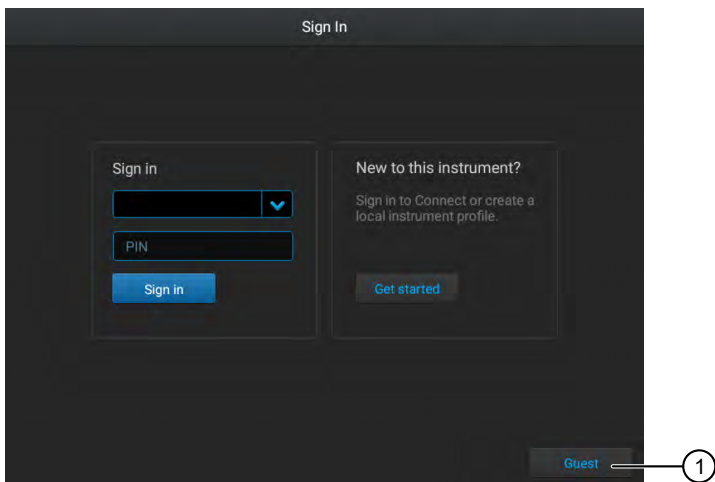 Sign In
Sign in
PIN
Sign in
New to this instrument?
Sign in to Connect or create a
local instrument profile.
Get started
Guest
1